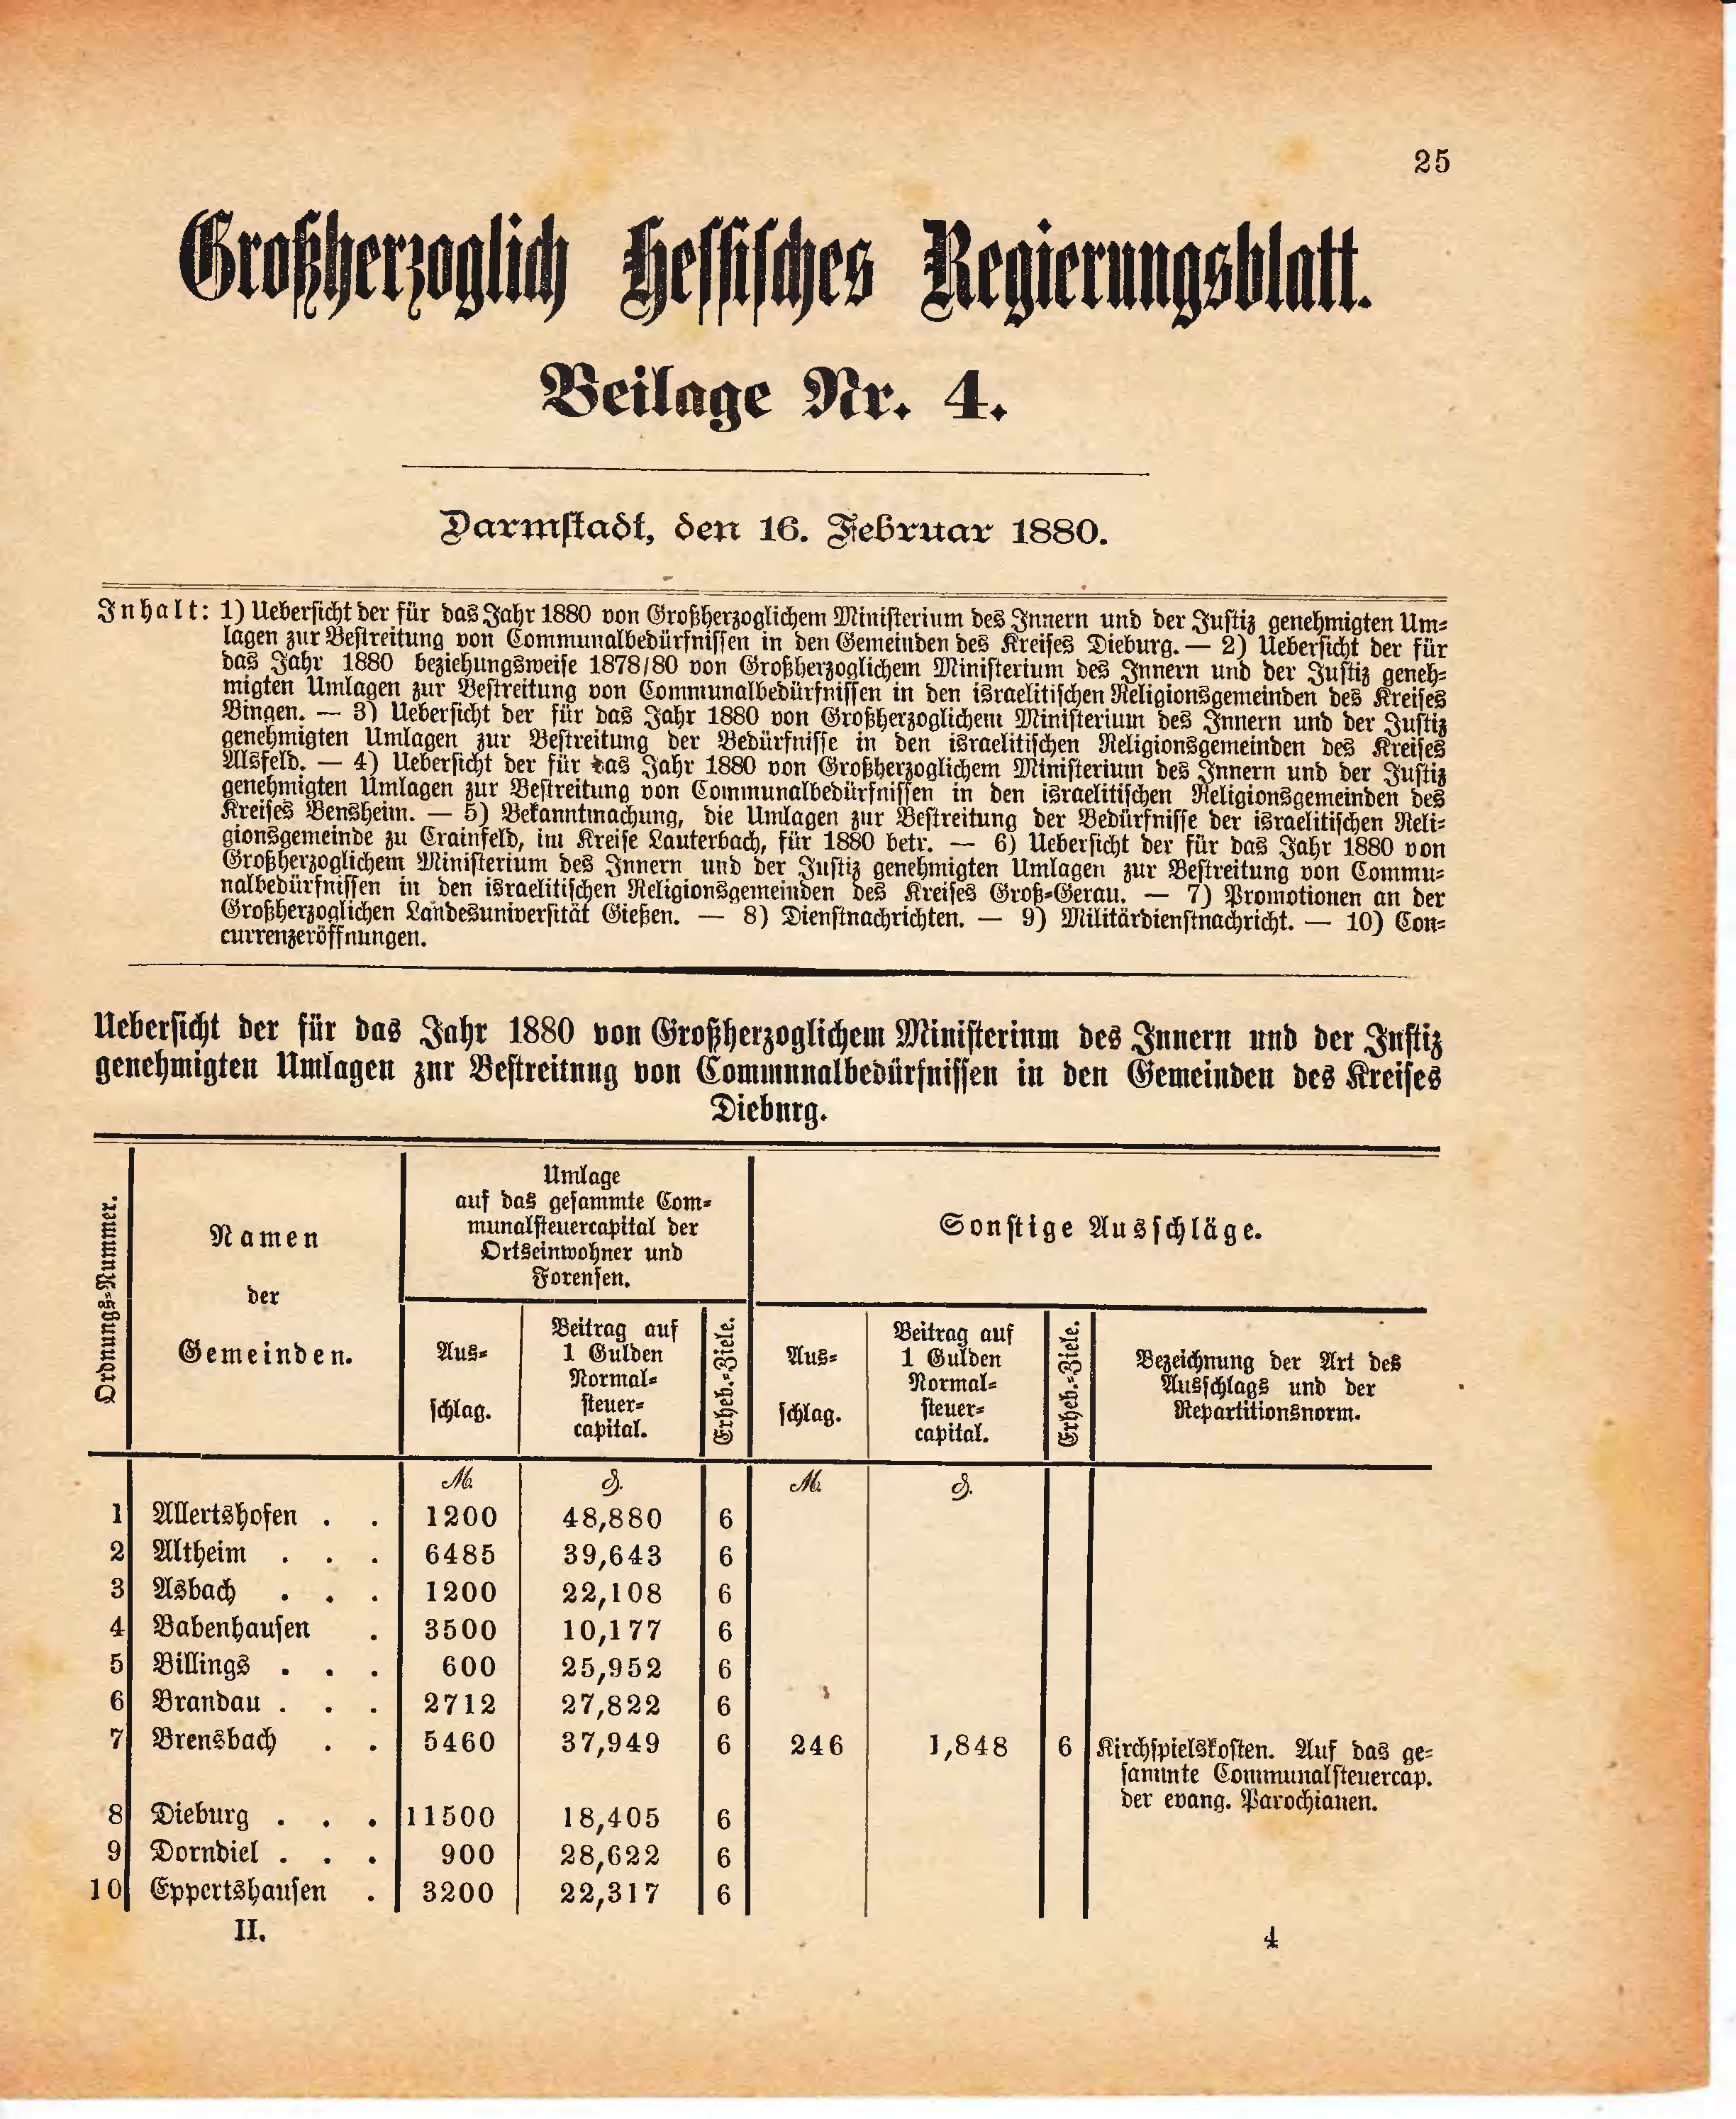 25
Großherzoglich Hessisches Regierungsblatt.
Beilage Nr. 4.
Darmstadt, den 16. Februar 1880.
Inhalt: 1) Uebersicht der für das Jahr 1880 von Großherzoglichem Ministerium des Innern und der Justiz genehmigten Um-
lagen zur Bestreitung von Communalbedürfnissen in den Gemeinden des Kreises Dieburg. — 2) Uebersicht der für
das Jahr 1880 beziehungsweise 1878/80 von Großherzoglichem Ministerium des Innern und der Justiz geneh-
migten Umlagen zur Bestreitung von Communalbedürfnissen in den israelitischen Religionsgemeinden des Kreises
Bingen. — 3) Uebersicht der für das Jahr 1880 von Großherzoglichem Ministerium des Innern und der Justiz
genehmigten Umlagen zur Bestreitung der Bedürfnisse in den israelitischen Religionsgemeinden des Kreises
Alsfeld. — 4) Uebersicht der für das Jahr 1880 von Großherzoglichem Ministerium des Innern und der Justiz
genehmigten Umlagen zur Bestreitung von Communalbedürfnissen in den israelitischen Religionsgemeinden des
Kreises Bensheim. — 5) Bekanntmachung, die Umlagen zur Bestreitung der Bedürfnisse der israelitischen Reli-
gionsgemeinde zu Crainfeld, im Kreise Lauterbach, für 1880 betr. — 6) Uebersicht der für das Jahr 1880 von
Großherzoglichem Ministerium des Innern und der Justiz genehmigten Umlagen zur Bestreitung von Commu-
nalbedürfnissen in den israelitischen Religionsgemeinden des Kreises Groß-Gerau. — 7) Promotionen an der
Großherzoglichen Landesuniversität Gießen. — 8) Dienstnachrichten. — 9) Militärdienstnachricht. — 10) Con-
currenzeröffnungen.
Uebersicht der für das Jahr 1880 von Großherzoglichem Ministerium des Innern und der Justiz
genehmigten Umlagen zur Bestreitung von Communalbedürfnissen in den Gemeinden des Kreises
Dieburg.
Ordnungs-Nummer.
Namen
der
Gemeinden.
Umlage
auf das gesammte Com-
munalsteuercapital der
Ortseinwohner und
Forensen.
Sonstige Ausschläge.
Aus-
schlag.
Beitrag auf
1 Gulden
Normal-
steuer-
capital.
Erheb.-Ziele.
Aus-
schlag.
Beitrag auf
1 Gulden
Normal-
steuer-
capital.
Erheb.-Ziele.
Bezeichnung der Art des
Ausschlags und der
Repartitionsnorm.
ℳ. ₰. ℳ. ₰.
1 Allertshofen . . 1200 48,880 6
2 Altheim . . . 6485 39,643 6
3 Asbach . . . 1200 22,108 6
4 Babenhausen . 3500 10,177 6
5 Billings . . . 600 25,952 6
6 Brandau . . . 2712 27,822 6
7 Brensbach . . 5460 37,949 6 246 1,848 6 Kirchspielskosten. Auf das ge-
sammte Communalsteuercap.
der evang. Parochianen.
8 Dieburg . . . 11500 18,405 6
9 Dorndiel . . . 900 28,622 6
10 Eppertshausen . 3200 22,317 6
II. 4